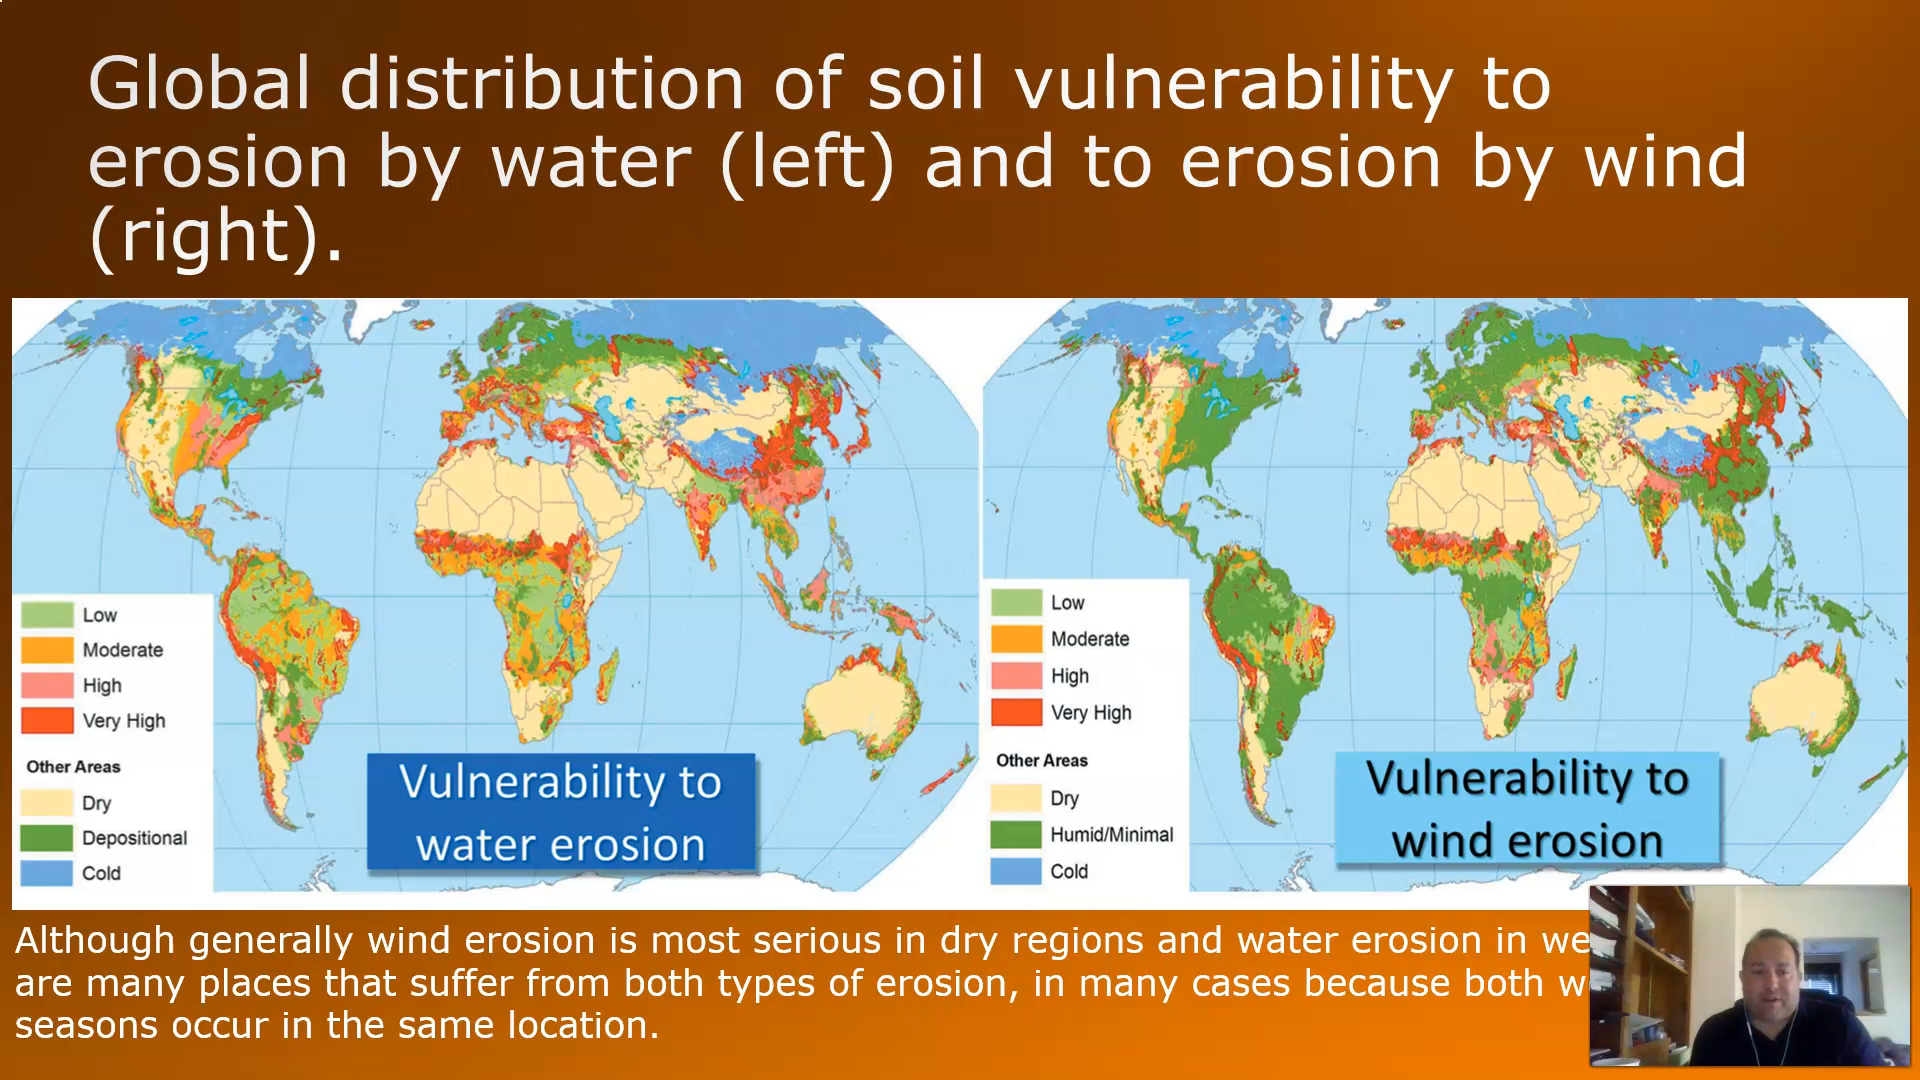 Global distribution of soil vulnerability to
erosion by water (left) and to erosion by wind
(right).
Low
Moderate
High
Very High
Other Areas
Dry
Depositional
Cold
Vulnerability to
water erosion
Low
Moderate
High
Very High
Other Areas
Dry
Humid/Minimal
Cold
Vulnerability to
wind erosion
Although generally wind erosion is most serious in dry regions and water erosion in we
are many places that suffer from both types of erosion, in many cases because both w
seasons occur in the same location.